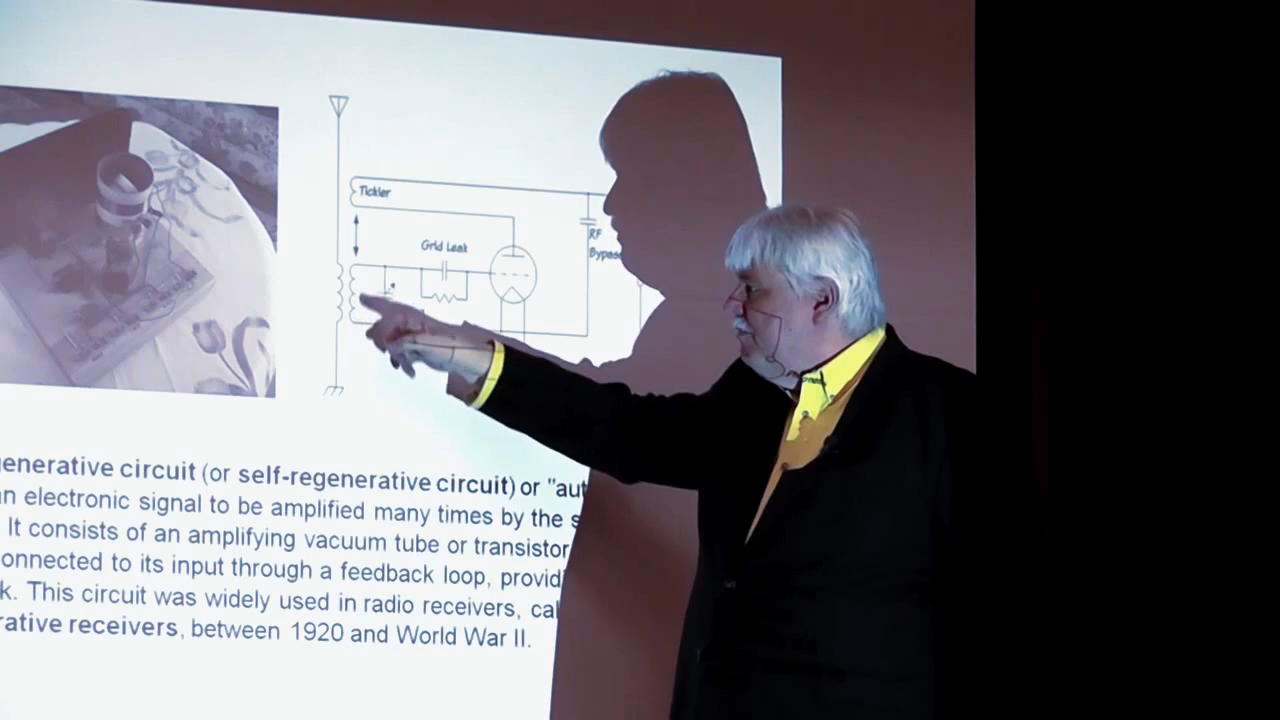 Tickler
Grid Leak
RF
Bypass
enerative circuit (or self-regenerative circuit) or "aut
n electronic signal to be amplified many times by the s
It consists of an amplifying vacuum tube or transistor
onnected to its input through a feedback loop, provid
k. This circuit was widely used in radio receivers, cal
rative receivers, between 1920 and World War II.